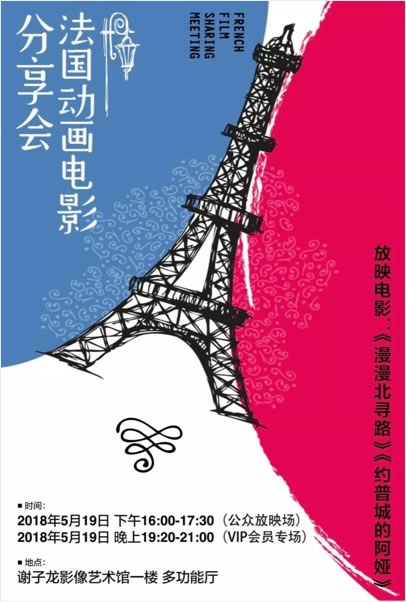 法国动画电影
分享会
FRENCH
FILM
SHARING
MEETING
放映电影:《漫漫北寻路》《约普城的阿娅》
■ 时间:
2018年5月19日 下午16:00-17:30（公众放映场）
2018年5月19日 晚上19:20-21:00（VIP会员专场）
■ 地点:
谢子龙影像艺术馆一楼 多功能厅